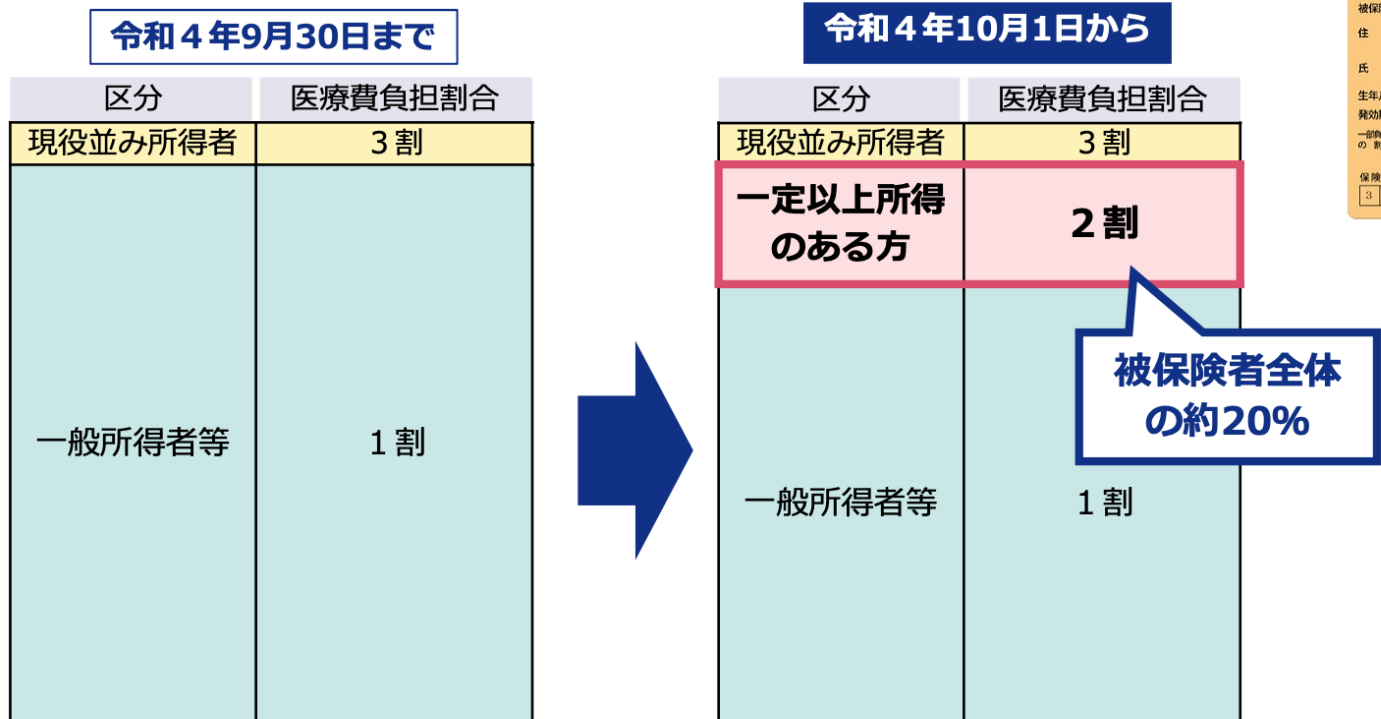 令和４年9月30日まで
区分 医療費負担割合
現役並み所得者 ３割
一般所得者等 １割
令和４年10月1日から
区分 医療費負担割合
現役並み所得者 ３割
一定以上所得
のある方
２割
被保険者全体
の約20%
一般所得者等 １割
住
氏
3